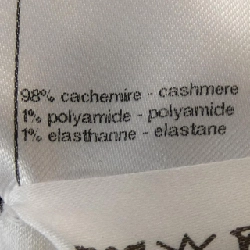 98% cachemire - cashmere
1% polyamide - polyamide
1% elasthanne - elastane